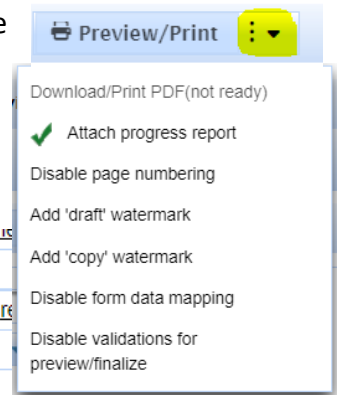 e
Preview/Print
Download/Print PDF(not ready)
Attach progress report
Disable page numbering
Add 'draft' watermark
Add 'copy' watermark
Disable form data mapping
re
Disable validations for
preview/finalize